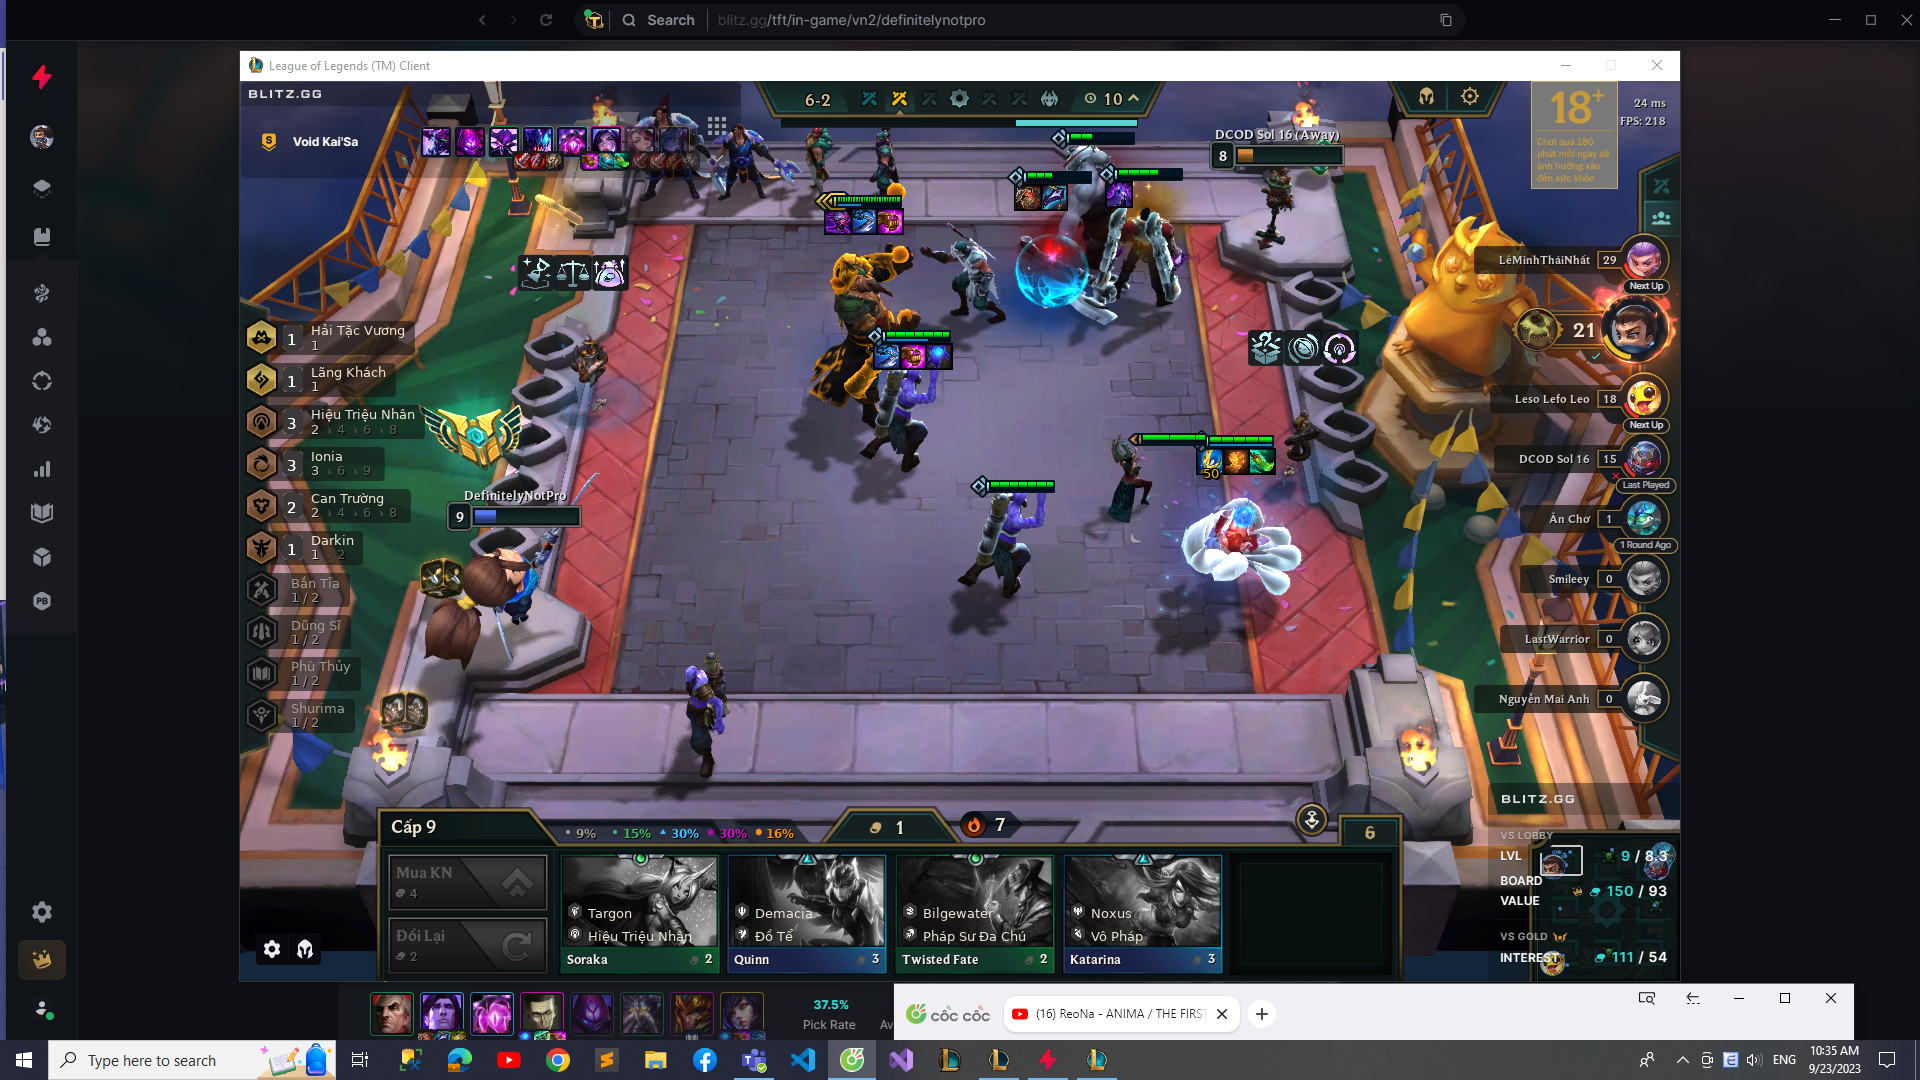 Search
blitz.gg/tft/in-game/vn2/definitelynotpro
League of Legends (TM) Client
BLITZ.GG
Void Kai'Sa
6-2
10
18+
Chơi quá 180
phút mỗi ngày sẽ
ảnh hưởng xấu
đến sức khỏe
24 ms
FPS: 218
DCOD Sol 16 (Away)
8
LêMinhTháiNhất 29
Next Up
21
Leso Lefo Leo 18
Next Up
DCOD Sol 16 15
Last Played
Ân Chơ 1
1 Round Ago
Smileey 0
LastWarrior 0
Nguyễn Mai Anh 0
1 Hải Tặc Vương
1
1 Lãng Khách
1
3 Hiệu Triệu Nhân
2 › 4 › 6 › 8
3 Ionia
3 › 6 › 9
2 Can Trường
2 › 4 › 6 › 8
1 Darkin
1 › 2
Bắn Tỉa
1 / 2
Dũng Sĩ
1 / 2
Phù Thủy
1 / 2
Shurima
1 / 2
DefinitelyNotPro
9
50
Cấp 9
9% 15% 30% 30% 16%
1
7
6
Mua KN
4
Đổi Lại
2
Targon
Hiệu Triệu Nhân
Soraka 2
Demacia
Đồ Tể
Quinn 3
Bilgewater
Pháp Sư Đa Chú
Twisted Fate 2
Noxus
Vô Pháp
Katarina 3
BLITZ.GG
VS LOBBY
LVL 9 / 8.3
BOARD VALUE 150 / 93
VS GOLD
INTEREST 111 / 54
PB
37.5%
Pick Rate
Av
cốc cốc
(16) ReoNa - ANIMA / THE FIRS
Type here to search
ENG
10:35 AM
9/23/2023